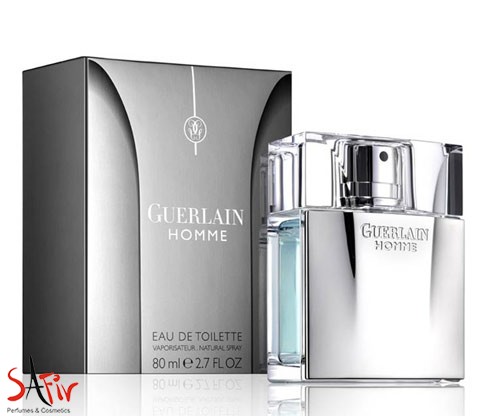 GUERLAIN
HOMME
EAU DE TOILETTE
VAPORISATEUR . NATURAL SPRAY
80 ml e 2.7 FL OZ
GUERLAIN
HOMME
SAFIR
Perfumes & Cosmetics